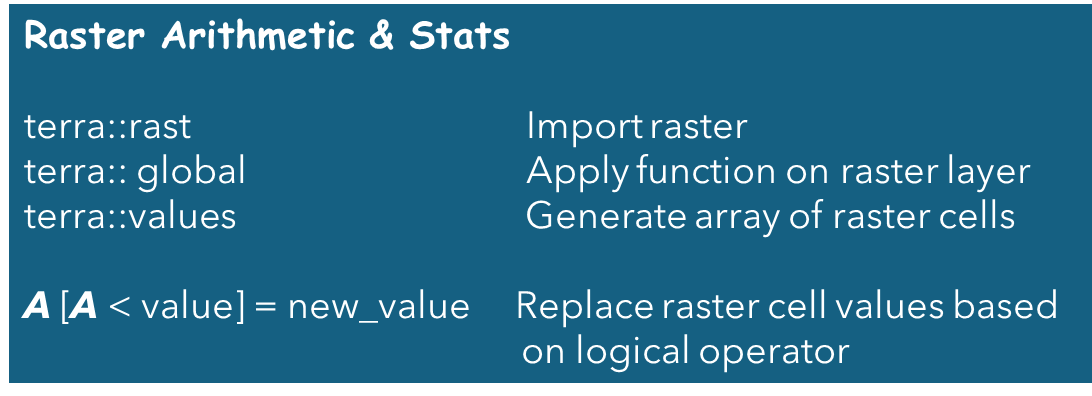 Raster Arithmetic & Stats
terra::rast Import raster
terra:: global Apply function on raster layer
terra::values Generate array of raster cells
A [A < value] = new_value Replace raster cell values based
on logical operator